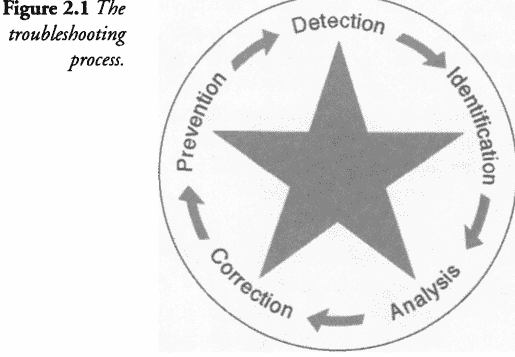 Figure 2.1 The
troubleshooting
process.
Detection
Identification
Analysis
Correction
Prevention